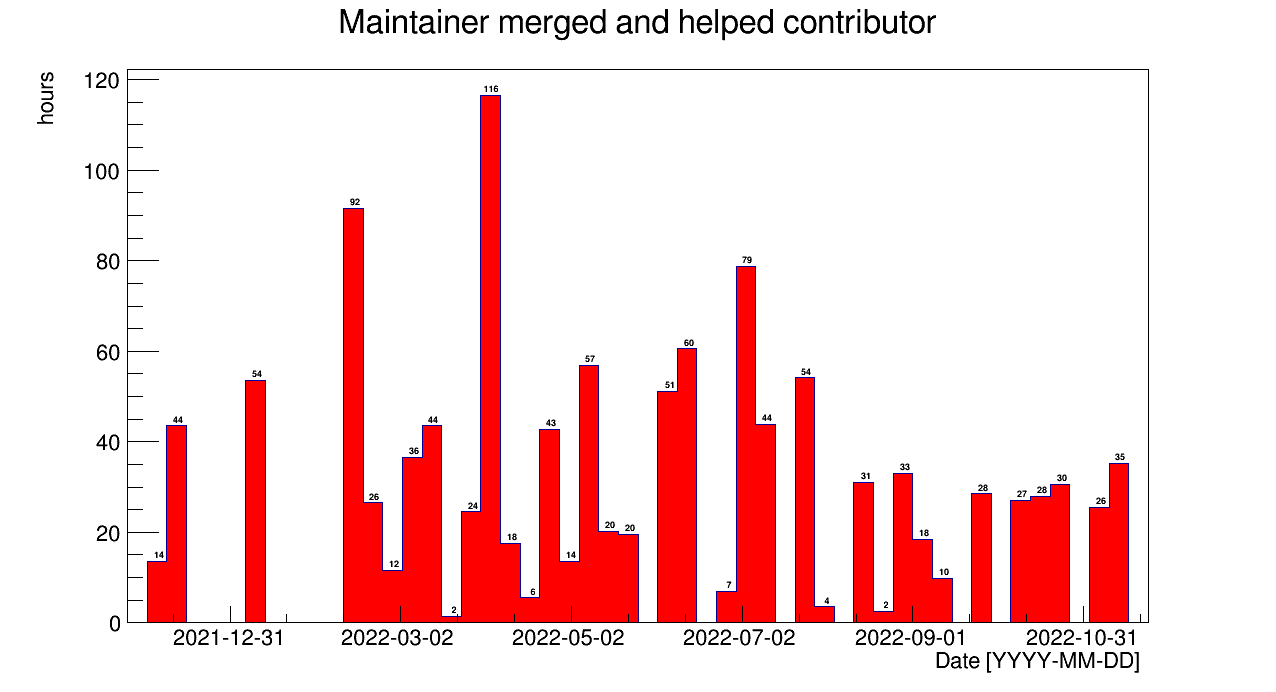 Maintainer merged and helped contributor
hours
120
100
80
60
40
20
0
14 44 54 92 26 12 36 44 2 24 116 18 6 43 14 57 20 20 51 60 7 79 44 54 4 31 2 33 18 10 28 27 28 30 26 35
2021-12-31 2022-03-02 2022-05-02 2022-07-02 2022-09-01 2022-10-31
Date [YYYY-MM-DD]